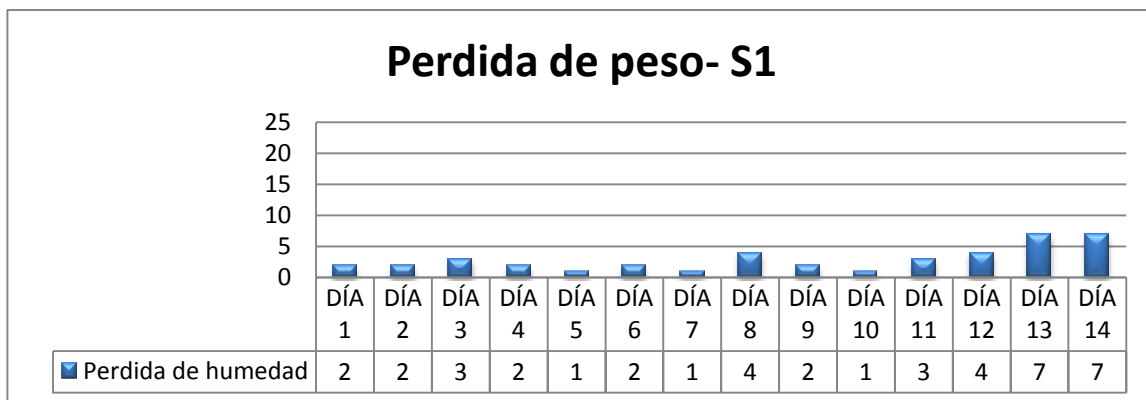 Perdida de peso- S1
25
20
15
10
5
0
DÍA DÍA DÍA DÍA DÍA DÍA DÍA DÍA DÍA DÍA DÍA DÍA DÍA DÍA
1 2 3 4 5 6 7 8 9 10 11 12 13 14
Perdida de humedad 2 2 3 2 1 2 1 4 2 1 3 4 7 7